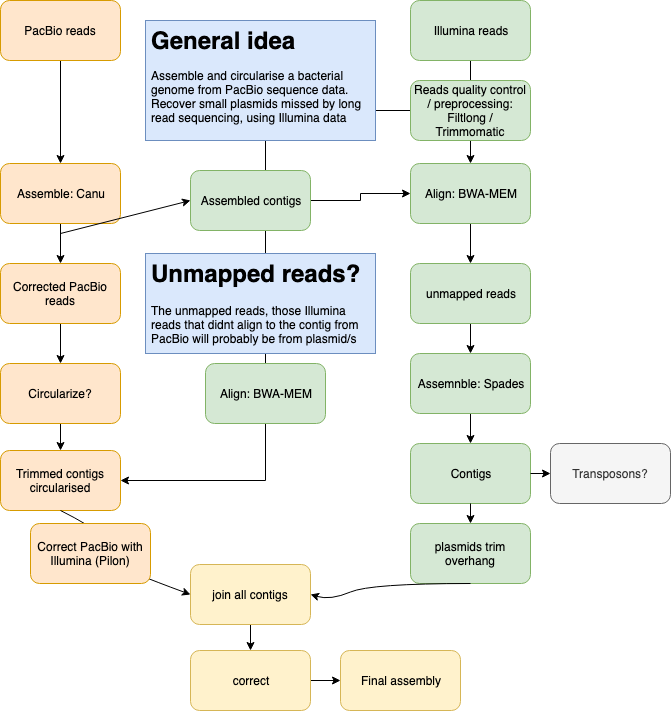 PacBio reads
General idea
Assemble and circularise a bacterial
genome from PacBio sequence data.
Recover small plasmids missed by long
read sequencing, using Illumina data
Illumina reads
Reads quality control
/ preprocessing:
Filtlong /
Trimmomatic
Assemble: Canu
Assembled contigs
Align: BWA-MEM
Corrected PacBio
reads
Unmapped reads?
The unmapped reads, those Illumina
reads that didnt align to the contig from
PacBio will probably be from plasmid/s
unmapped reads
Circularize?
Align: BWA-MEM
Assemnble: Spades
Trimmed contigs
circularised
Contigs
Transposons?
Correct PacBio with
Illumina (Pilon)
plasmids trim
overhang
join all contigs
correct
Final assembly